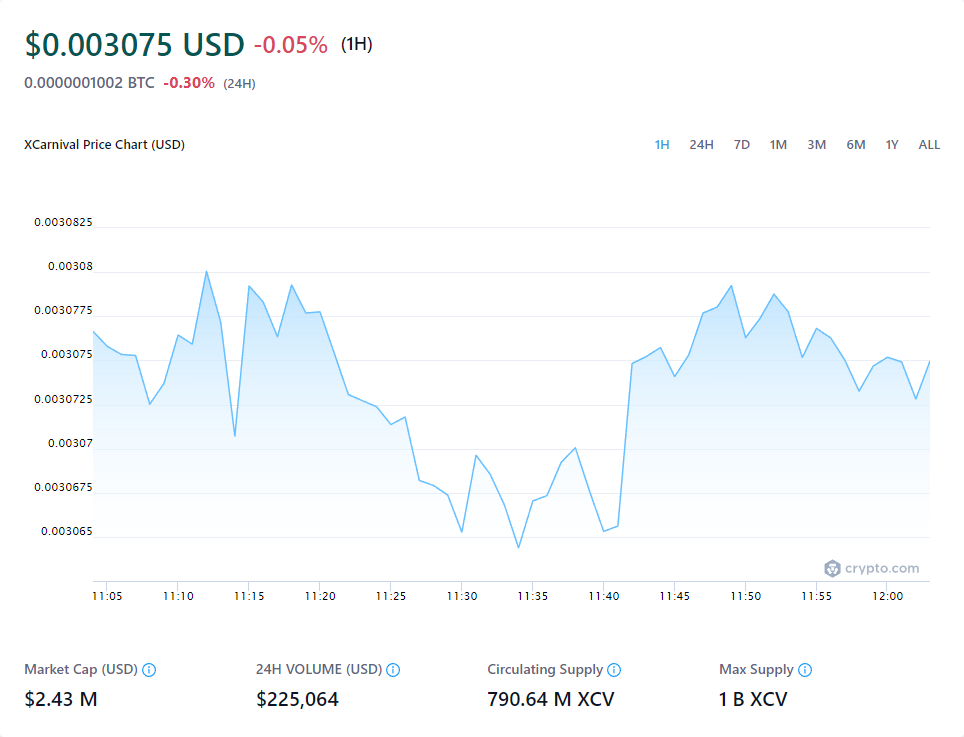 $0.003075 USD -0.05% (1H)
0.0000001002 BTC -0.30% (24H)
XCarnival Price Chart (USD) 1H 24H 7D 1M 3M 6M 1Y ALL
0.0030825
0.00308
0.0030775
0.003075
0.0030725
0.00307
0.0030675
0.003065
crypto.com
11:05 11:10 11:15 11:20 11:25 11:30 11:35 11:40 11:45 11:50 11:55 12:00
Market Cap (USD) 24H VOLUME (USD) Circulating Supply Max Supply
$2.43 M $225,064 790.64 M XCV 1 B XCV